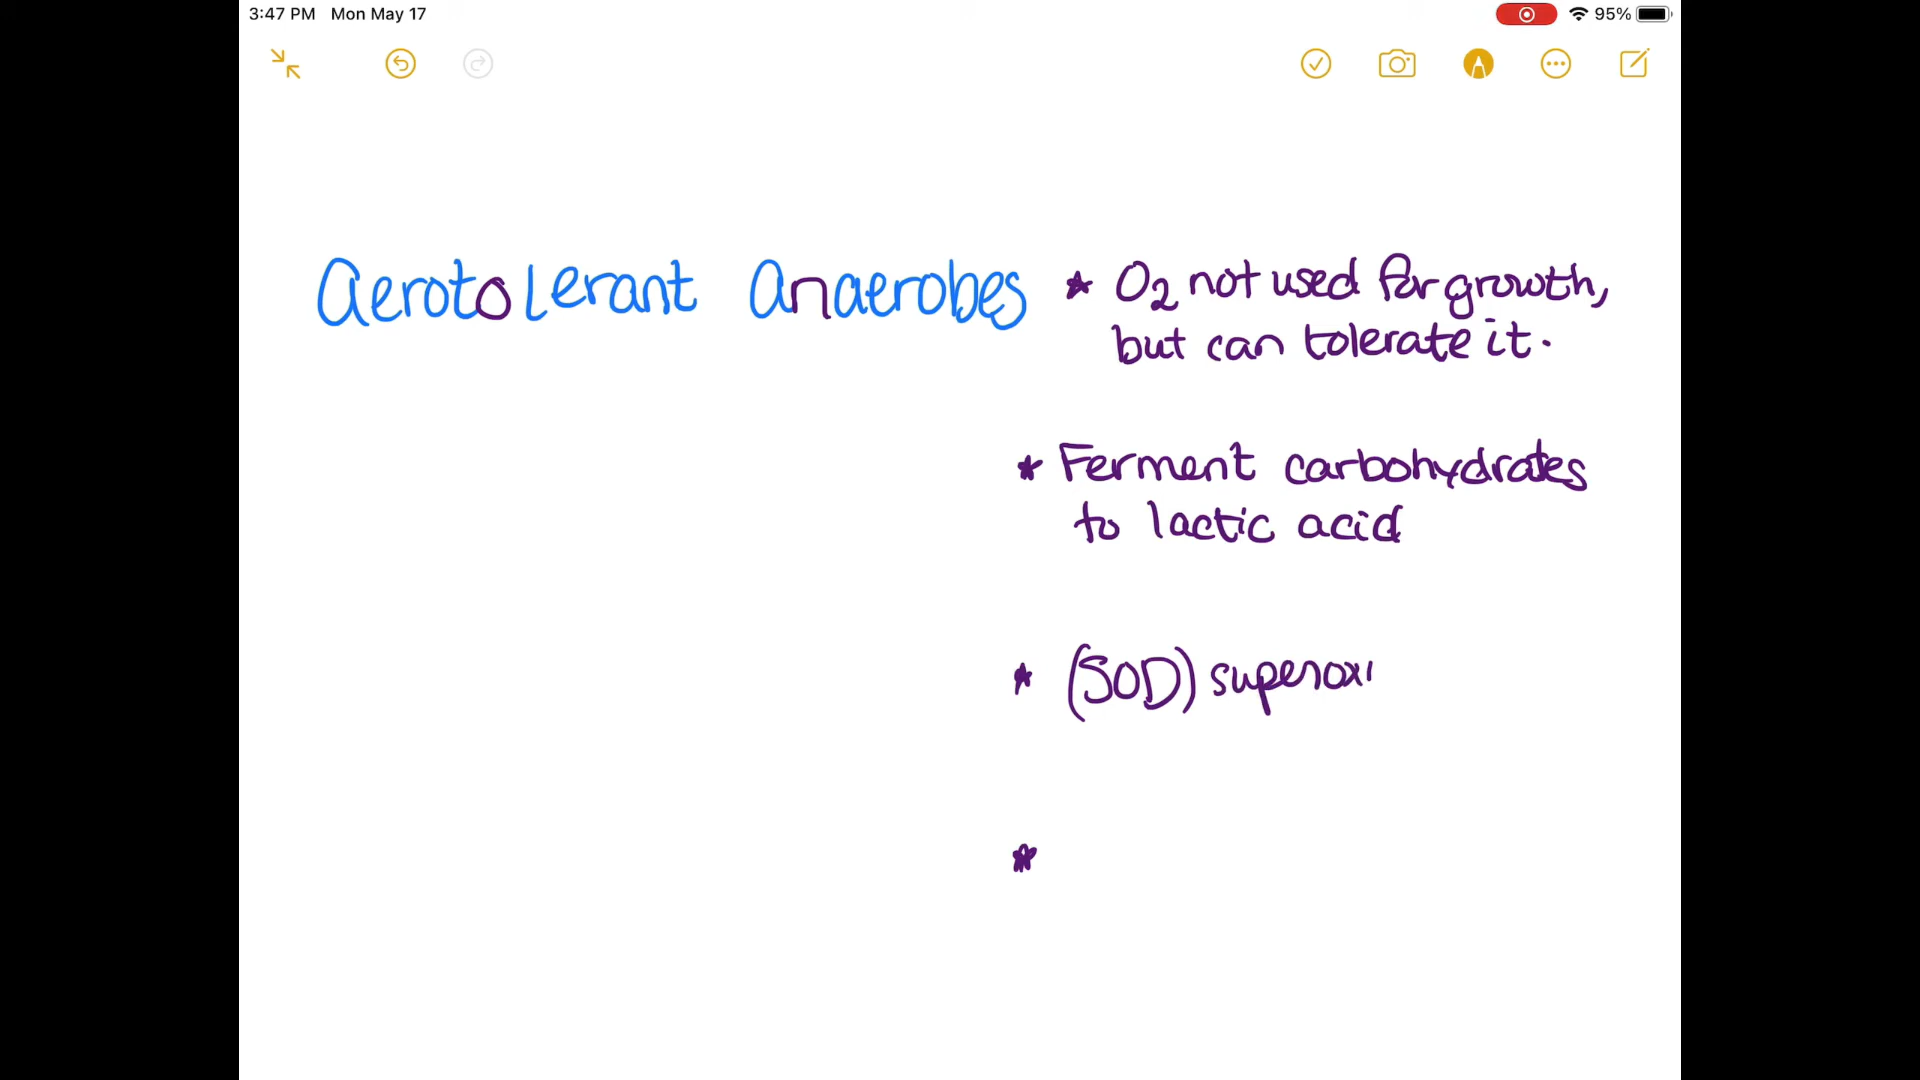 3:47 PM Mon May 17
95%
Aerotolerant Anaerobes
* O2 not used for growth,
but can tolerate it.
* Ferment carbohydrates
to lactic acid
* (SOD) superoxi
*